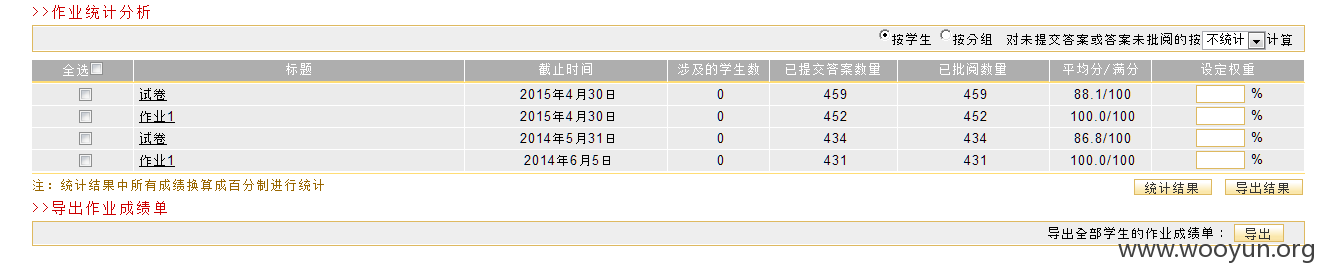 >>作业统计分析
按学生 按分组 对未提交答案或答案未批阅的按 不统计 计算
全选 标题 截止时间 涉及的学生数 已提交答案数量 已批阅数量 平均分/满分 设定权重
试卷 2015年4月30日 0 459 459 88.1/100 %
作业1 2015年4月30日 0 452 452 100.0/100 %
试卷 2014年5月31日 0 434 434 86.8/100 %
作业1 2014年6月5日 0 431 431 100.0/100 %
注：统计结果中所有成绩换算成百分制进行统计
统计结果 导出结果
>>导出作业成绩单
导出全部学生的作业成绩单： 导出
www.wooyun.org